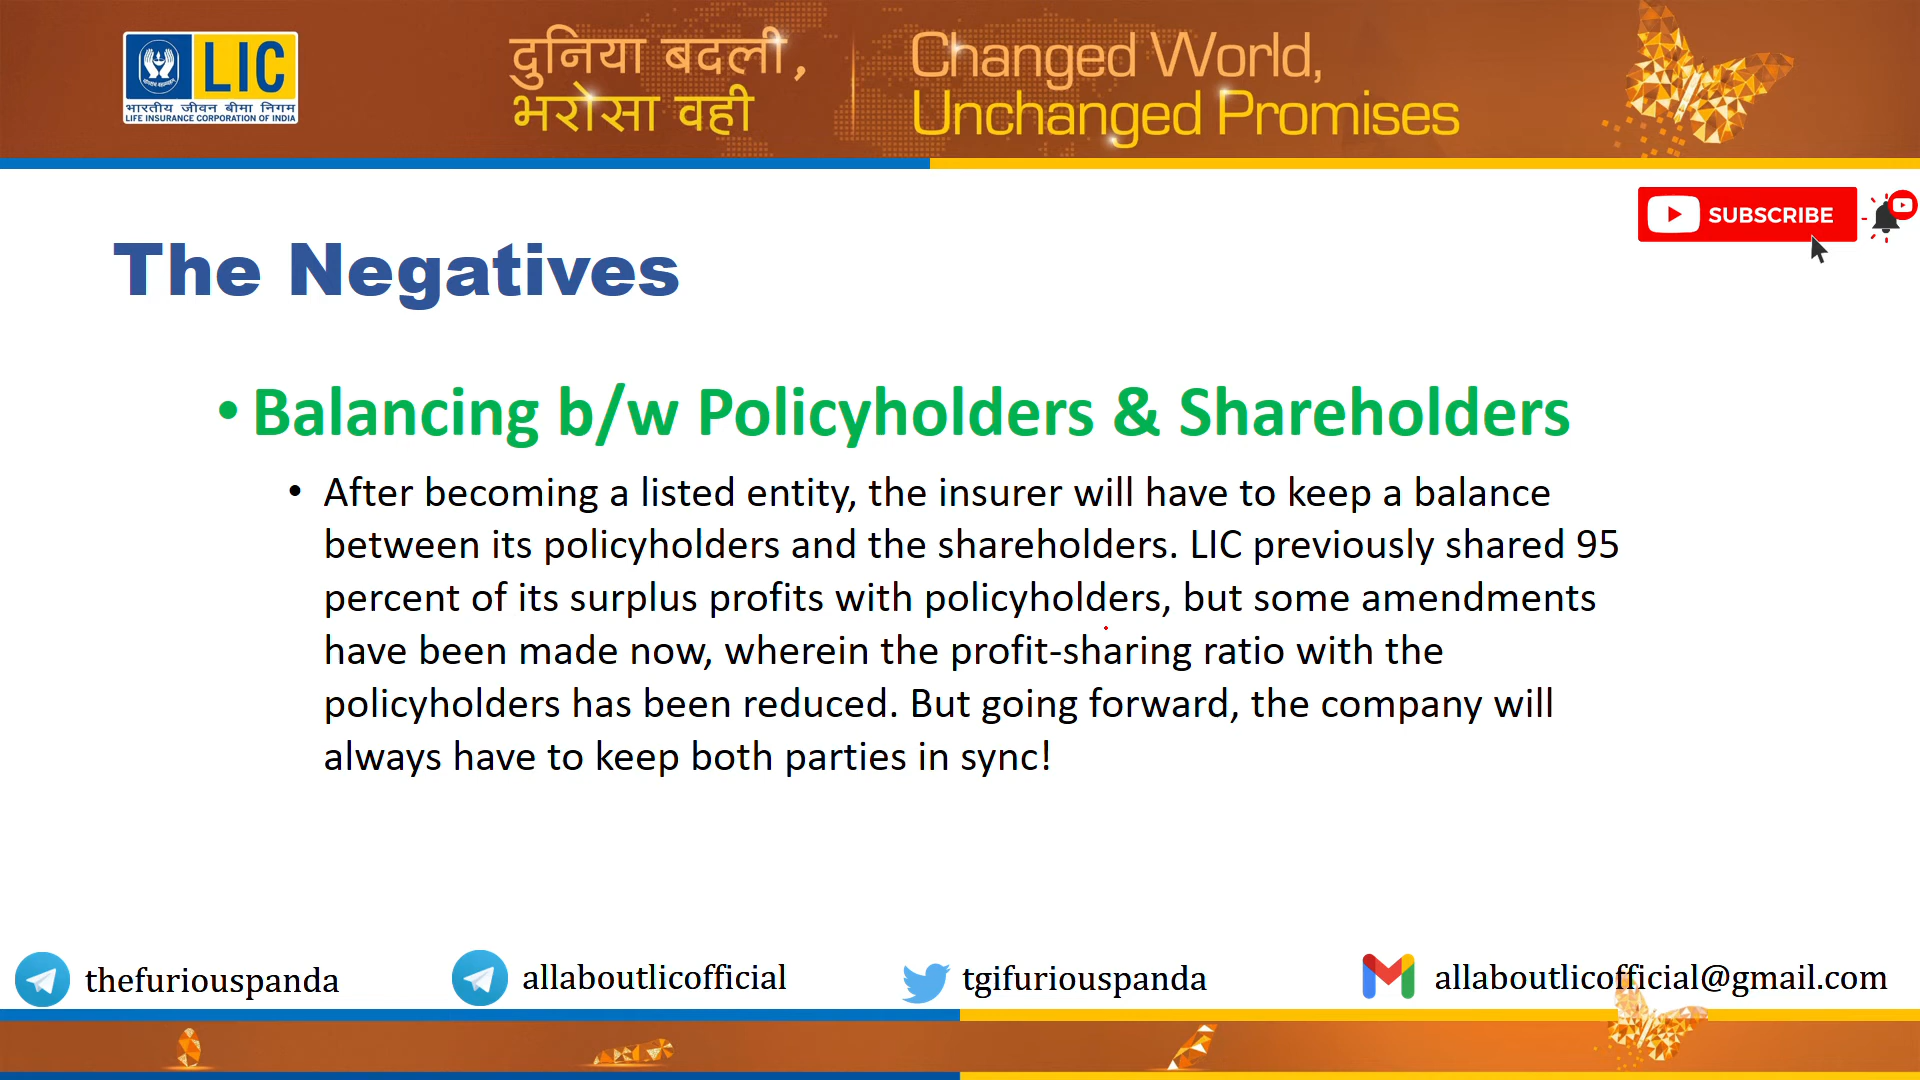 LIC
भारतीय जीवन बीमा निगम
LIFE INSURANCE CORPORATION OF INDIA
दुनिया बदली,
भरोसा वही
Changed World,
Unchanged Promises
SUBSCRIBE
The Negatives
• Balancing b/w Policyholders & Shareholders
• After becoming a listed entity, the insurer will have to keep a balance
between its policyholders and the shareholders. LIC previously shared 95
percent of its surplus profits with policyholders, but some amendments
have been made now, wherein the profit-sharing ratio with the
policyholders has been reduced. But going forward, the company will
always have to keep both parties in sync!
thefuriouspanda
allaboutlicofficial
tgifuriouspanda
allaboutlicofficial@gmail.com